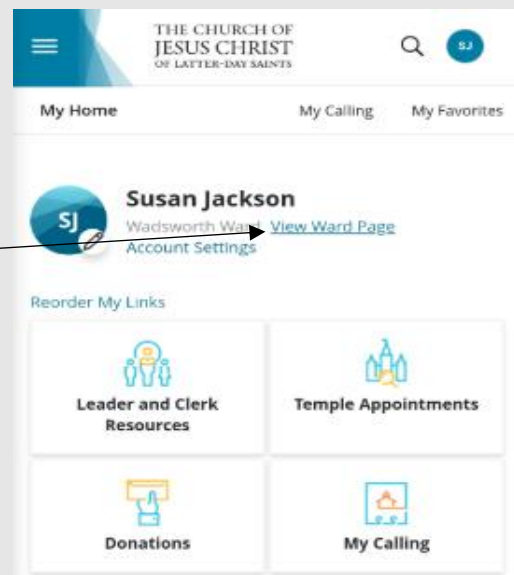 THE CHURCH OF
JESUS CHRIST
OF LATTER-DAY SAINTS
SJ
My Home My Calling My Favorites
Susan Jackson
SJ
Wadsworth Ward View Ward Page
Account Settings
Reorder My Links
Leader and Clerk
Resources
Temple Appointments
Donations
My Calling